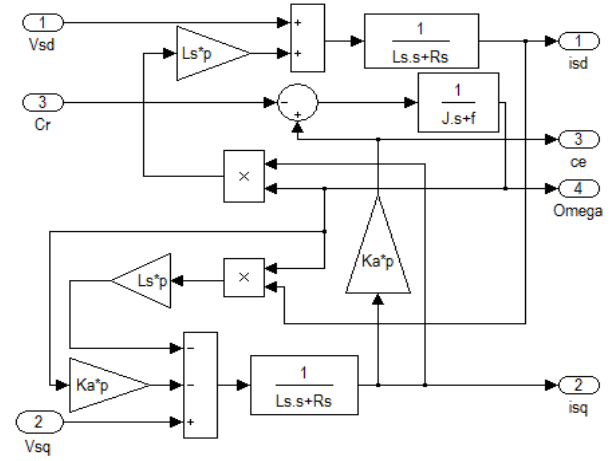 1
Vsd
Ls*p
+
+
1
Ls.s+Rs
1
isd
3
Cr
−
+
1
J.s+f
3
ce
×
4
Omega
Ls*p
×
Ka*p
−
−
+
Ka*p
1
Ls.s+Rs
2
Vsq
2
isq